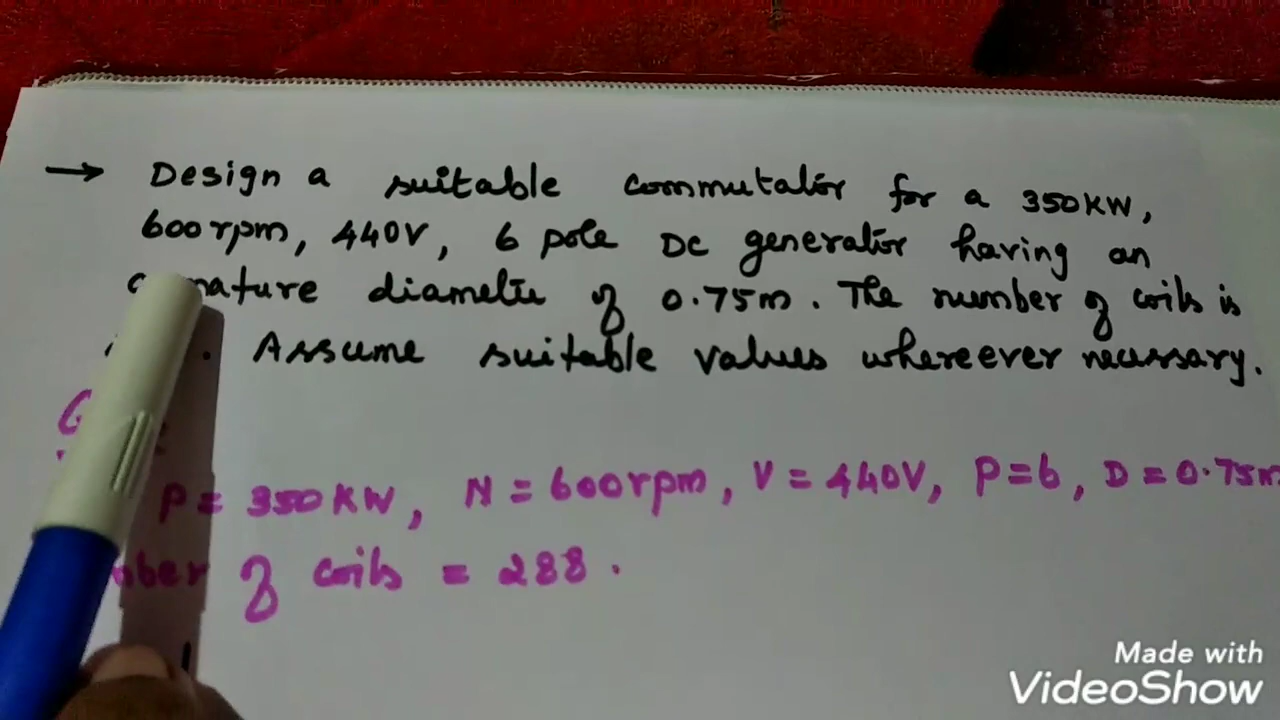 → Design a suitable commutator for a 350KW,
600rpm, 440V, 6 pole DC generator having an
diameter of 0.75m. The number of coils is
. Assume suitable values whereever necessary.
P = 350KW, N = 600rpm, V = 440V, P=6, D = 0.75m
of coils = 288.
Made with
VideoShow